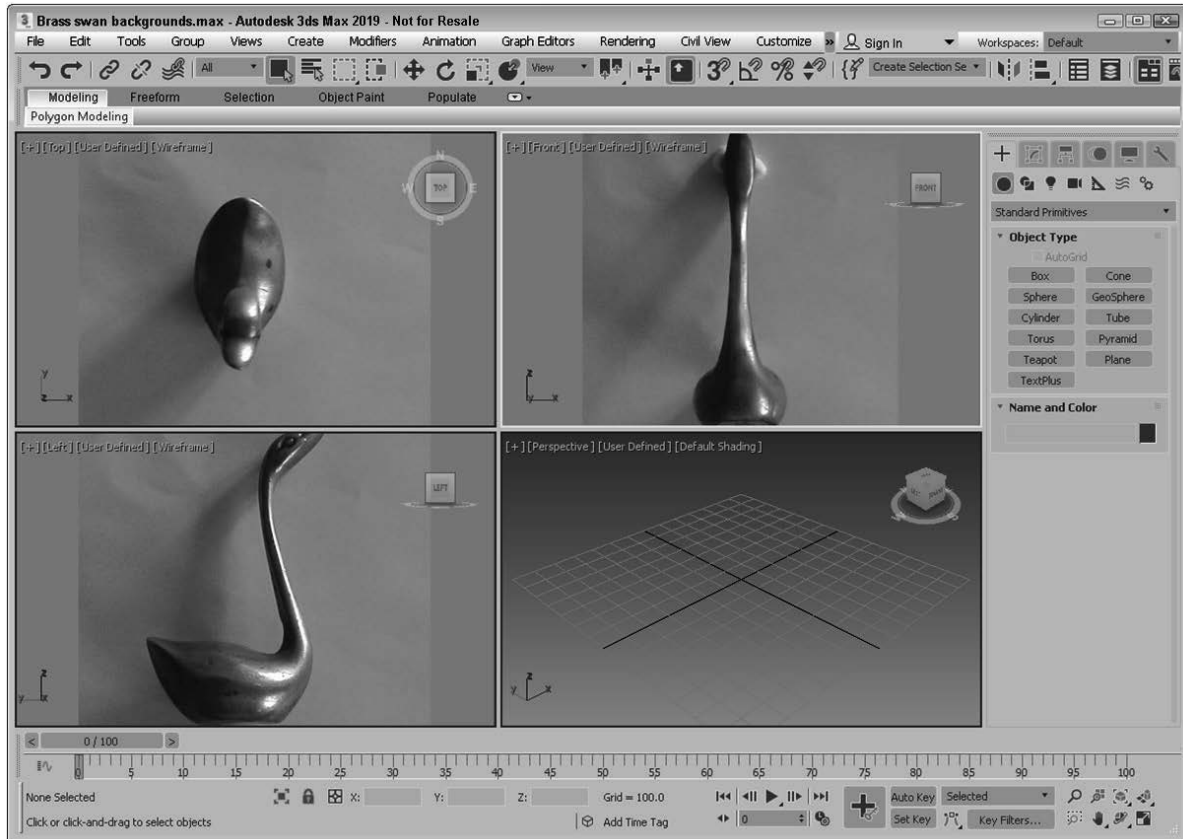 Brass swan backgrounds.max - Autodesk 3ds Max 2019 - Not for Resale
File Edit Tools Group Views Create Modifiers Animation Graph Editors Rendering Civil View Customize » Sign In Workspaces: Default
All View Create Selection Se
Modeling Freeform Selection Object Paint Populate
Polygon Modeling
[+] [Top] [User Defined] [Wireframe]
N
W TOP E
S
y
z x
[+] [Front] [User Defined] [Wireframe]
FRONT
z
y x
[+] [Left] [User Defined] [Wireframe]
LEFT
z
y x
[+] [Perspective] [User Defined] [Default Shading]
z
y x
Standard Primitives
Object Type
AutoGrid
Box Cone
Sphere GeoSphere
Cylinder Tube
Torus Pyramid
Teapot Plane
TextPlus
Name and Color
< 0 / 100 >
0 5 10 15 20 25 30 35 40 45 50 55 60 65 70 75 80 85 90 95 100
None Selected X: Y: Z: Grid = 100.0 Auto Key Selected
Click or click-and-drag to select objects Add Time Tag 0 Set Key Key Filters...